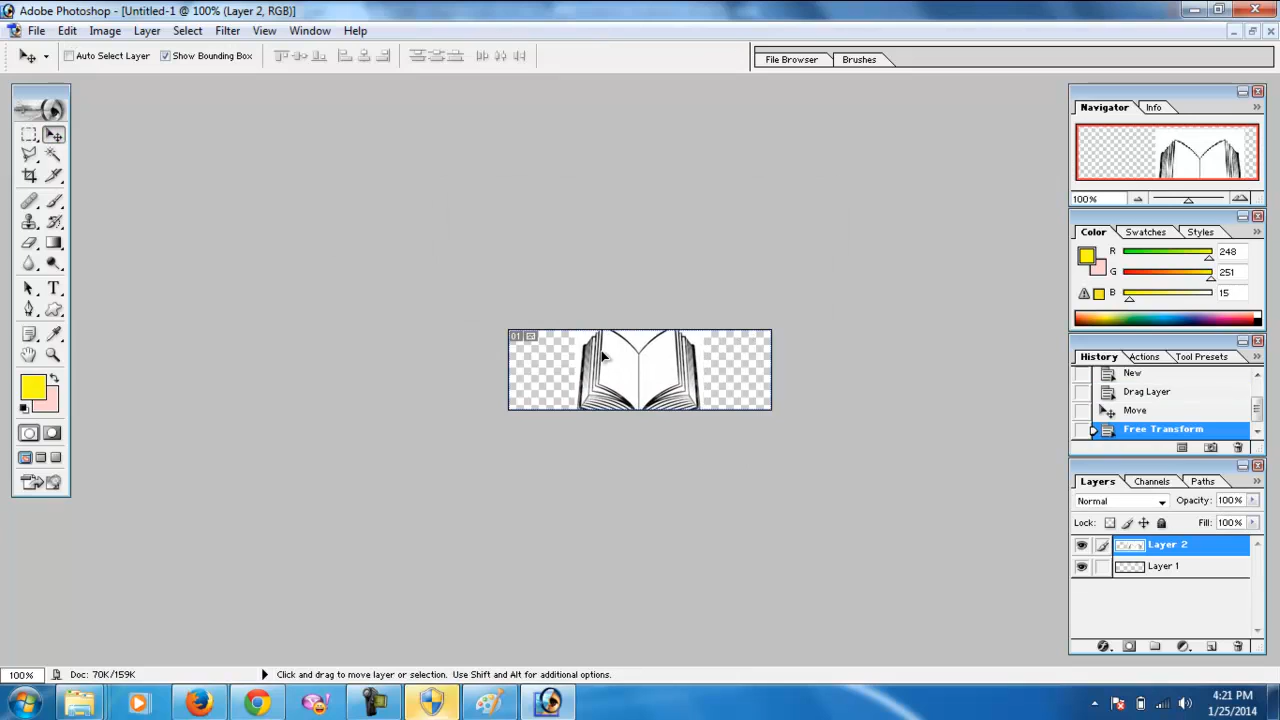 Adobe Photoshop - [Untitled-1 @ 100% (Layer 2, RGB)]
File Edit Image Layer Select Filter View Window Help
Auto Select Layer Show Bounding Box File Browser Brushes
Navigator Info
100%
Color Swatches Styles
R 248
G 251
B 15
01
History Actions Tool Presets
New
Drag Layer
Move
Free Transform
Layers Channels Paths
Normal Opacity: 100%
Lock: Fill: 100%
Layer 2
Layer 1
100% Doc: 70K/159K Click and drag to move layer or selection. Use Shift and Alt for additional options.
4:21 PM
1/25/2014